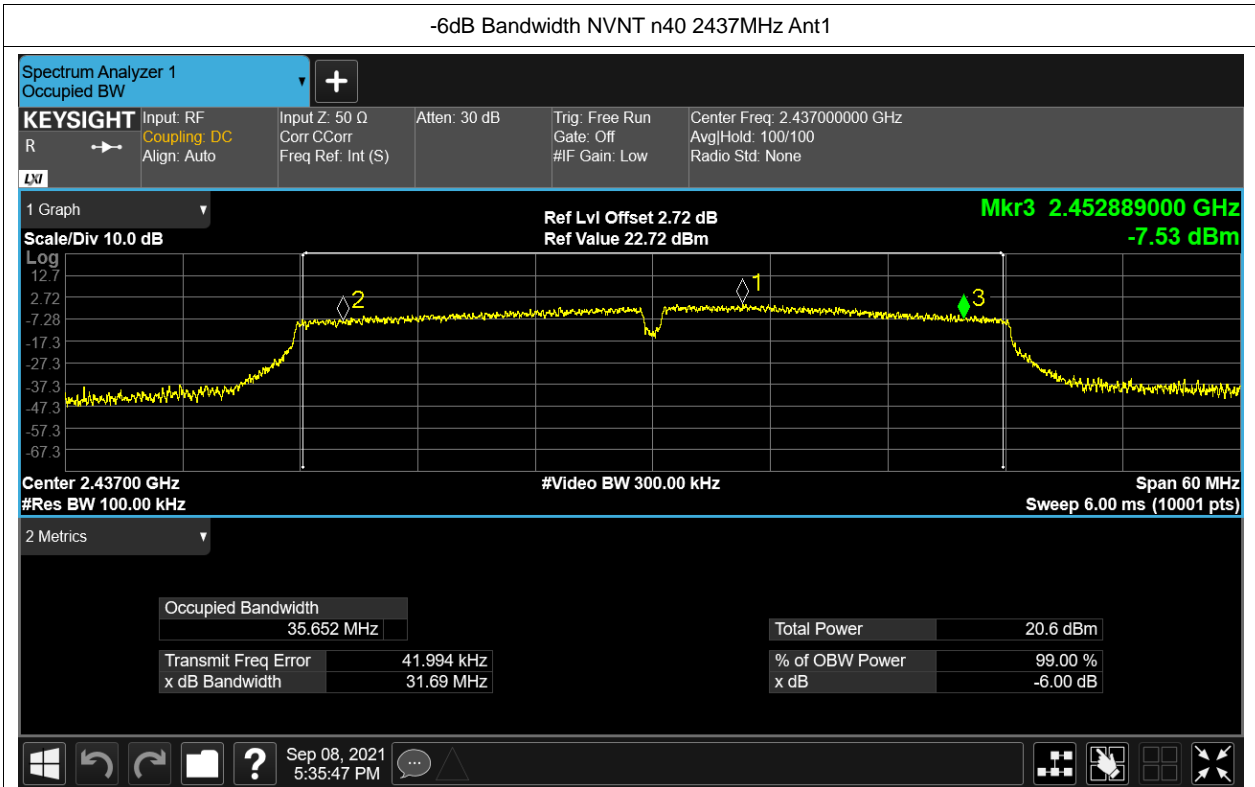 -6dB Bandwidth NVNT n40 2437MHz Ant1
Spectrum Analyzer 1
Occupied BW
KEYSIGHT
R
LXI
Input: RF
Coupling: DC
Align: Auto
Input Z: 50 Ω
Corr CCorr
Freq Ref: Int (S)
Atten: 30 dB
Trig: Free Run
Gate: Off
#IF Gain: Low
Center Freq: 2.437000000 GHz
Avg|Hold: 100/100
Radio Std: None
1 Graph
Scale/Div 10.0 dB
Ref Lvl Offset 2.72 dB
Ref Value 22.72 dBm
Mkr3 2.452889000 GHz
-7.53 dBm
Log
12.7
2.72
-7.28
-17.3
-27.3
-37.3
-47.3
-57.3
-67.3
2
1
3
Center 2.43700 GHz
#Video BW 300.00 kHz
Span 60 MHz
#Res BW 100.00 kHz
Sweep 6.00 ms (10001 pts)
2 Metrics
Occupied Bandwidth
35.652 MHz
Transmit Freq Error 41.994 kHz
x dB Bandwidth 31.69 MHz
Total Power 20.6 dBm
% of OBW Power 99.00 %
x dB -6.00 dB
?
Sep 08, 2021
5:35:47 PM